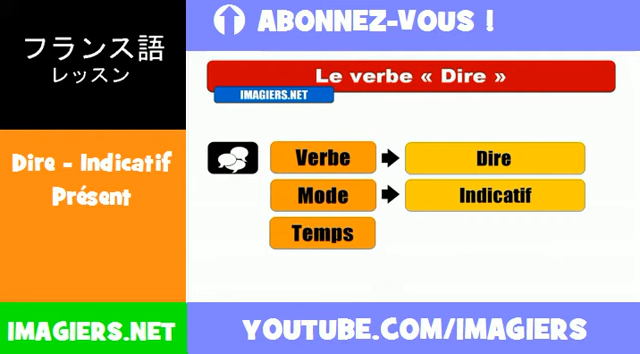 フランス語
レッスン
Dire - Indicatif
Présent
IMAGIERS.NET
ABONNEZ-VOUS !
Le verbe « Dire »
IMAGIERS.NET
Verbe Dire
Mode Indicatif
Temps
YOUTUBE.COM/IMAGIERS